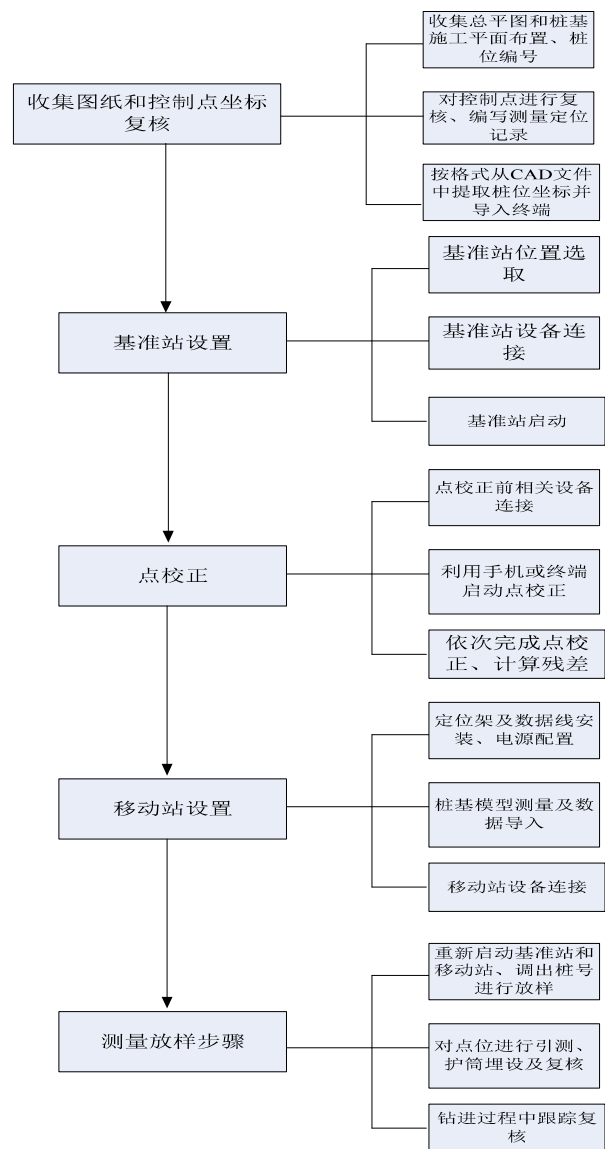 收集图纸和控制点坐标
复核
收集总平图和桩基
施工平面布置、桩
位编号
对控制点进行复
核、编写测量定位
记录
按格式从CAD文件
中提取桩位坐标并
导入终端
基准站设置
基准站位置选
取
基准站设备连
接
基准站启动
点校正
点校正前相关设备
连接
利用手机或终端
启动点校正
依次完成点校
正、计算残差
移动站设置
定位架及数据线安
装、电源配置
桩基模型测量及数
据导入
移动站设备连接
测量放样步骤
重新启动基准站和
移动站、调出桩号
进行放样
对点位进行引测、
护筒埋设及复核
钻进过程中跟踪复
核